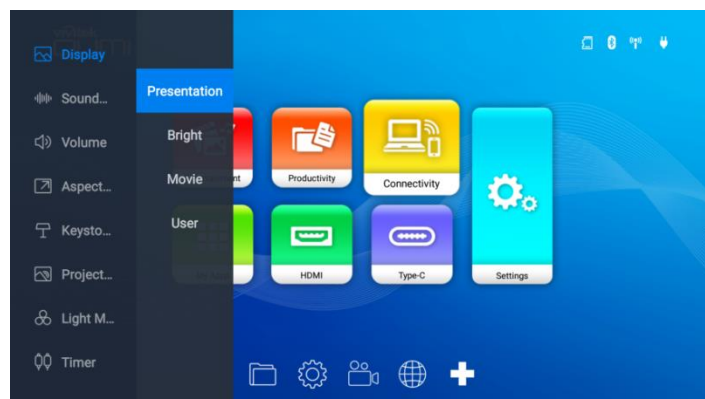 Display
Sound...
Volume
Aspect...
Keysto...
Project...
Light M...
Timer
Presentation
Bright
Movie
User
Productivity
Connectivity
HDMI
Type-C
Settings